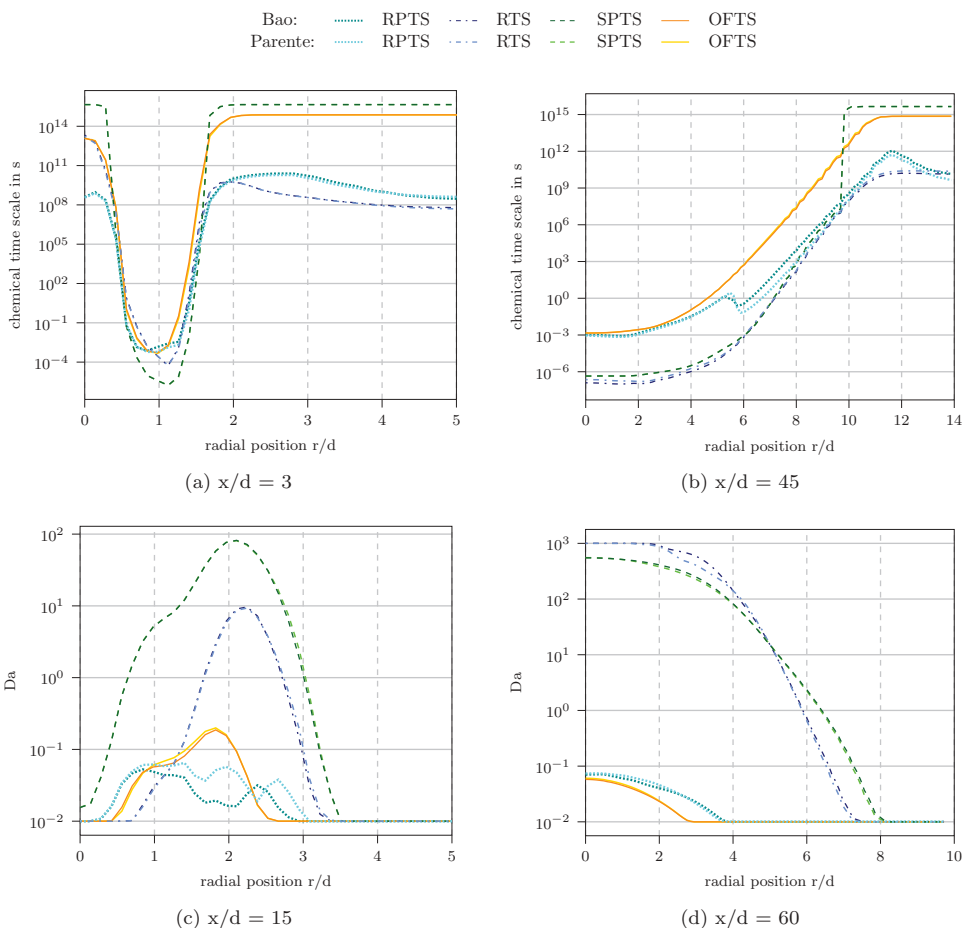 Bao: RPTS RTS SPTS OFTS
Parente: RPTS RTS SPTS OFTS
chemical time scale in s
10^14
10^11
10^8
10^5
10^2
10^−1
10^−4
0 1 2 3 4 5
radial position r/d
(a) x/d = 3
chemical time scale in s
10^15
10^12
10^9
10^6
10^3
10^0
10^−3
10^−6
0 2 4 6 8 10 12 14
radial position r/d
(b) x/d = 45
Da
10^2
10^1
10^0
10^−1
10^−2
0 1 2 3 4 5
radial position r/d
(c) x/d = 15
Da
10^3
10^2
10^1
10^0
10^−1
10^−2
0 2 4 6 8 10
radial position r/d
(d) x/d = 60